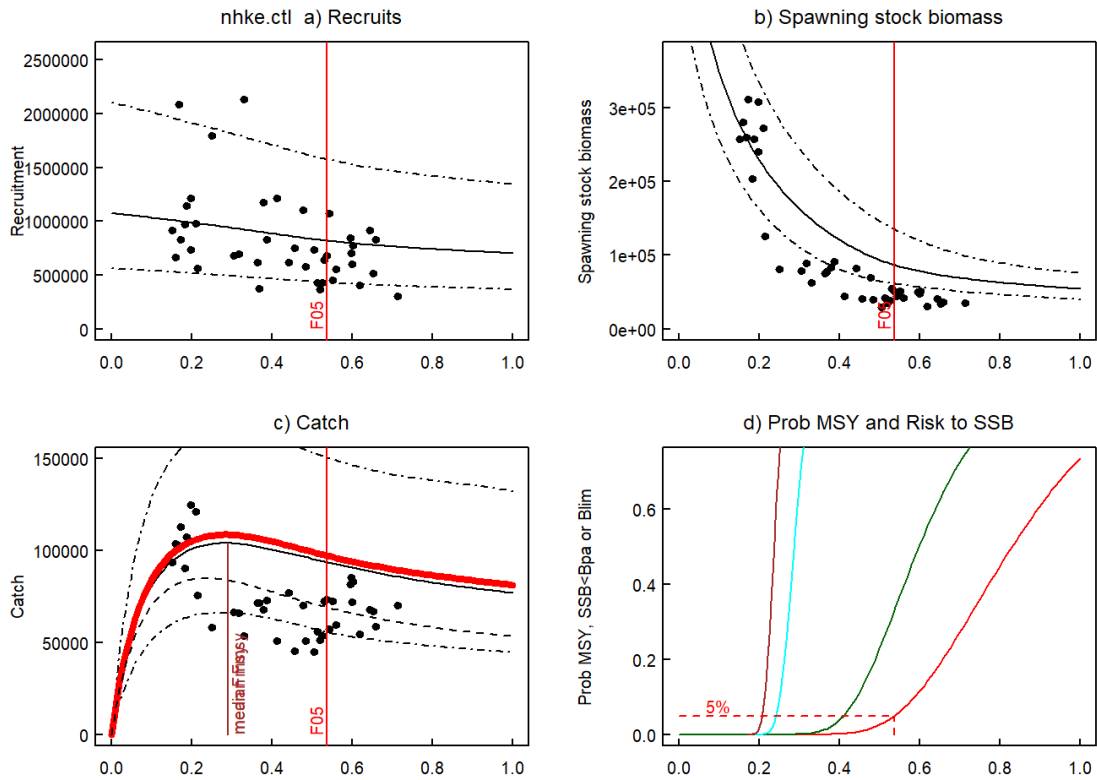 nhke.ctl a) Recruits
Recruitment
2500000
2000000
1500000
1000000
500000
0
F05
0.0 0.2 0.4 0.6 0.8 1.0
b) Spawning stock biomass
Spawning stock biomass
3e+05
2e+05
1e+05
0e+00
F05
0.0 0.2 0.4 0.6 0.8 1.0
c) Catch
Catch
150000
100000
50000
0
F05
0.0 0.2 0.4 0.6 0.8 1.0
d) Prob MSY and Risk to SSB
Prob MSY, SSB<Bpa or Blim
0.6
0.4
0.2
0.0
5%
0.0 0.2 0.4 0.6 0.8 1.0